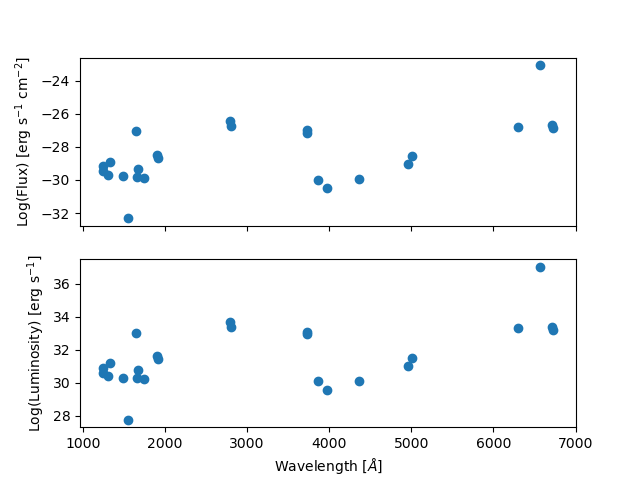 Log(Flux) [erg s⁻¹ cm⁻²]
−24
−26
−28
−30
−32
Log(Luminosity) [erg s⁻¹]
36
34
32
30
28
1000 2000 3000 4000 5000 6000 7000
Wavelength [Å]